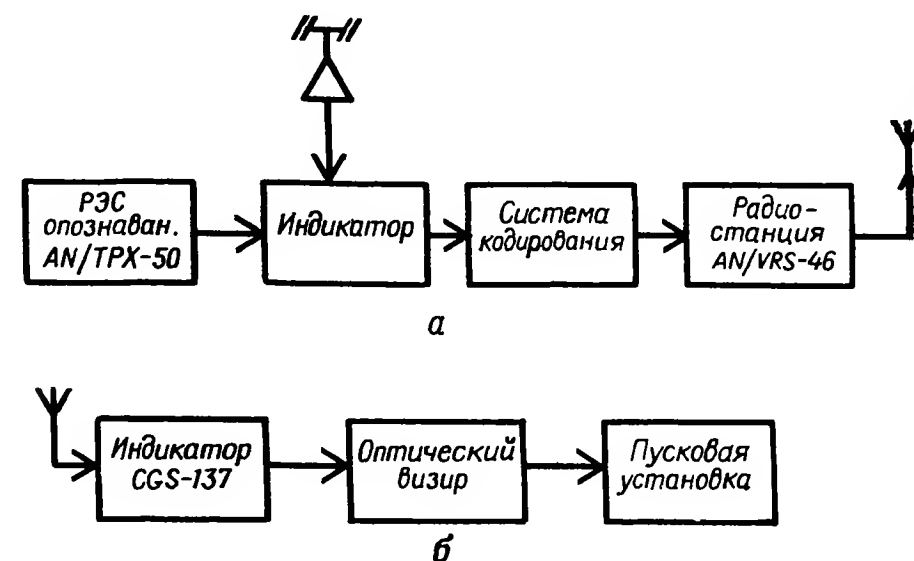 РЭС
опознаван.
AN/TPX-50
Индикатор
Система
кодирования
Радио-
станция
AN/VRS-46
а
Индикатор
CGS-137
Оптический
визир
Пусковая
установка
б